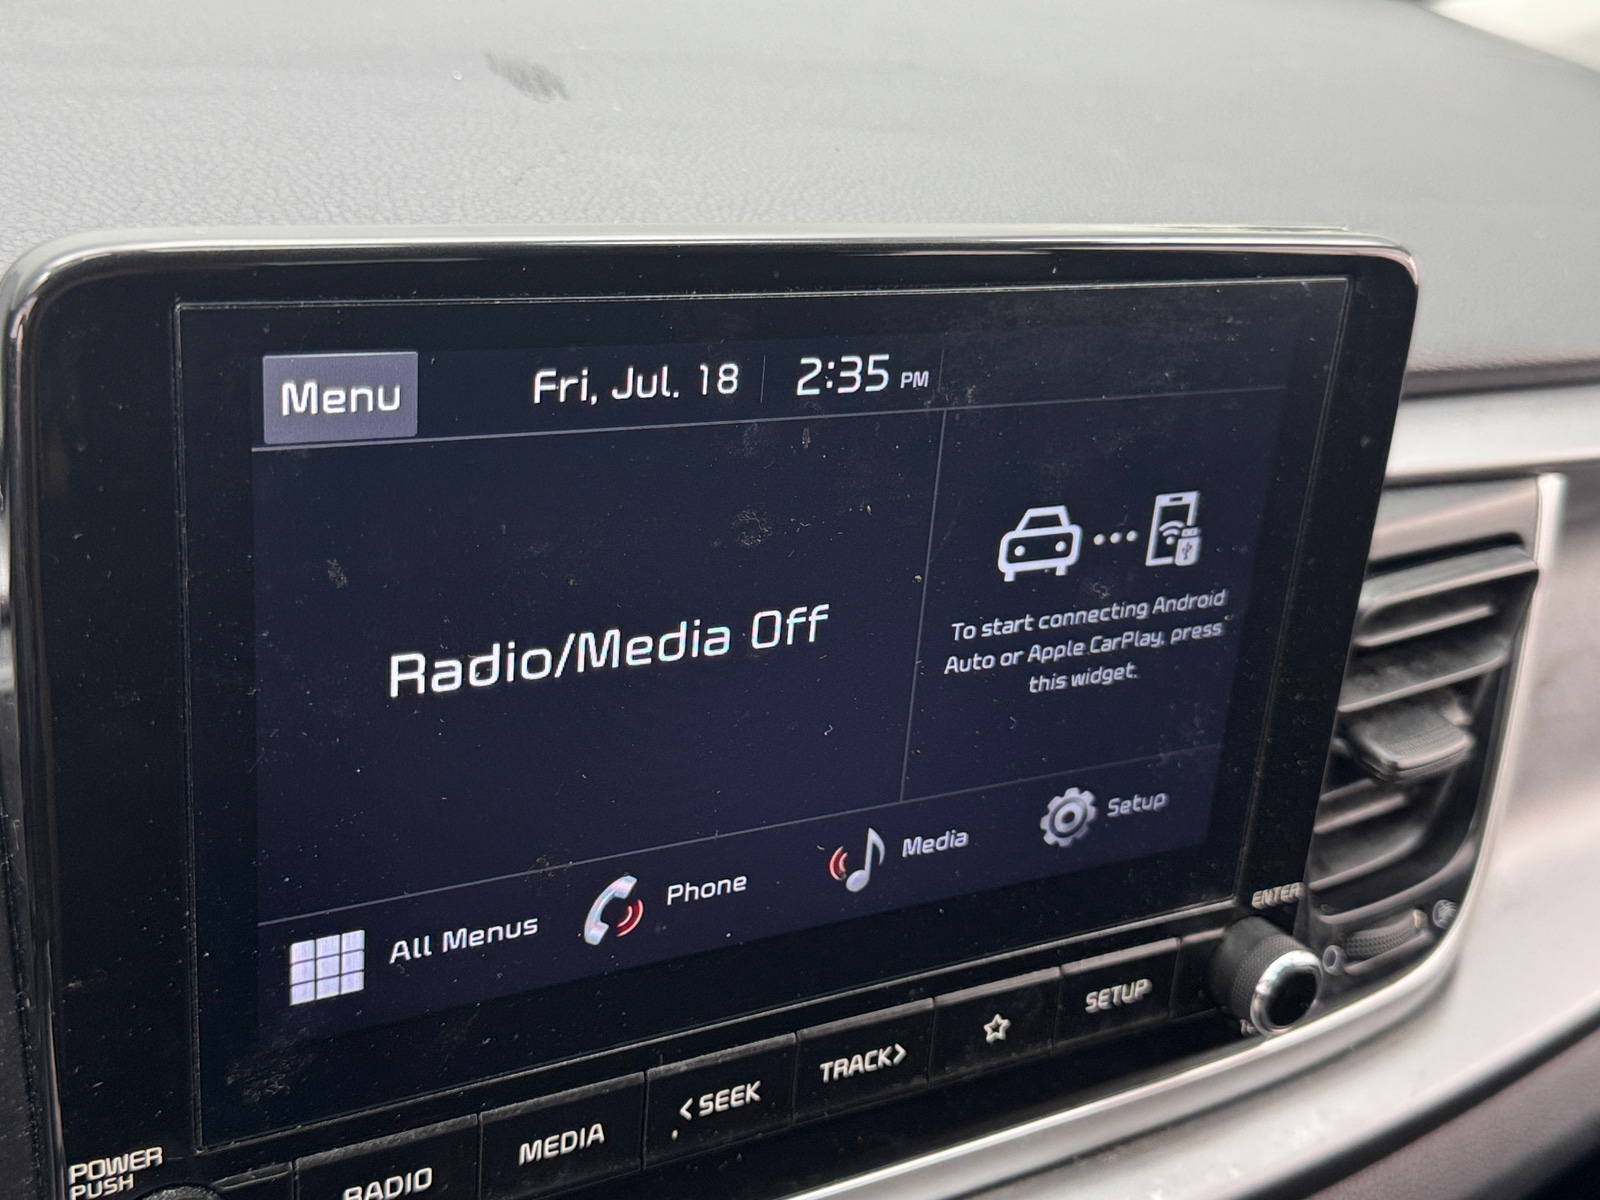 Menu
Fri, Jul. 18
2:35 PM
Radio/Media Off
To start connecting Android
Auto or Apple CarPlay, press
this widget.
All Menus
Phone
Media
Setup
ENTER
POWER
PUSH
RADIO
MEDIA
< SEEK
TRACK >
☆
SETUP